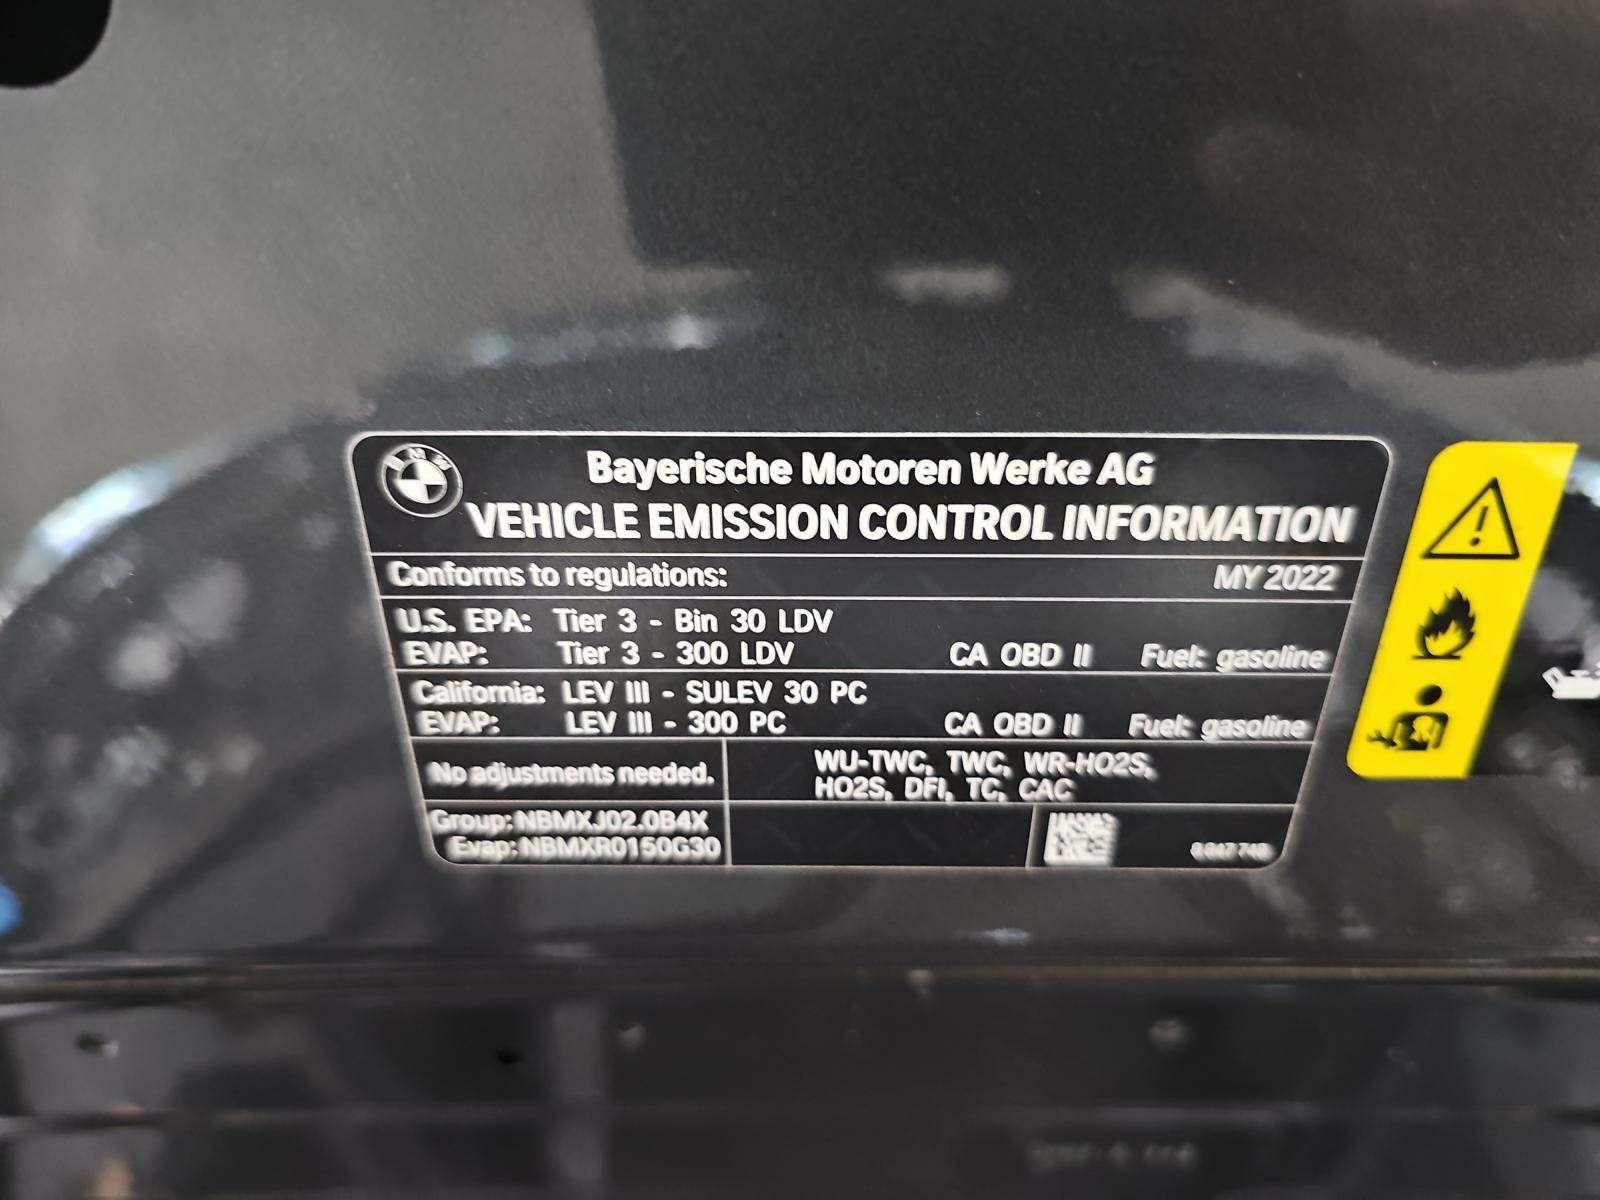 BMW
Bayerische Motoren Werke AG
VEHICLE EMISSION CONTROL INFORMATION
Conforms to regulations: MY 2022
U.S. EPA: Tier 3 - Bin 30 LDV
EVAP: Tier 3 - 300 LDV CA OBD II Fuel: gasoline
California: LEV III - SULEV 30 PC
EVAP: LEV III - 300 PC CA OBD II Fuel: gasoline
No adjustments needed.
WU-TWC, TWC, WR-HO2S,
HO2S, DFI, TC, CAC
Group: NBMXJ02.0B4X
Evap: NBMXR0150G30